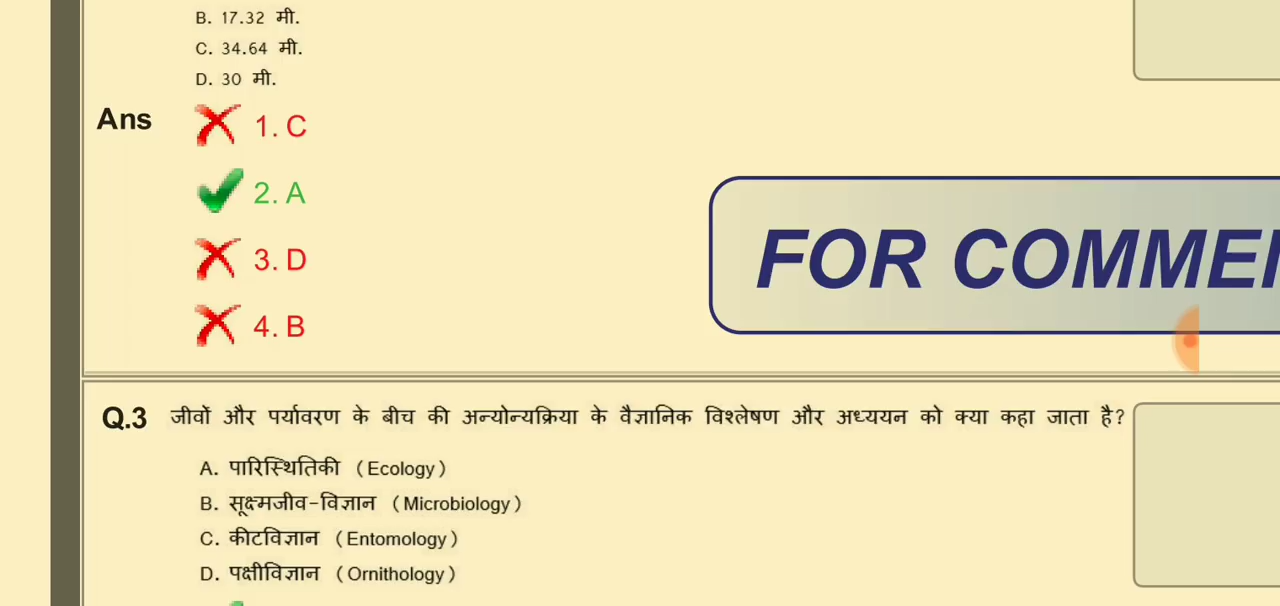 B. 17.32 मी.
C. 34.64 मी.
D. 30 मी.
Ans
1. C
2. A
3. D
4. B
FOR COMME
Q.3 जीवों और पर्यावरण के बीच की अन्योन्यक्रिया के वैज्ञानिक विश्लेषण और अध्ययन को क्या कहा जाता है?
A. पारिस्थितिकी (Ecology)
B. सूक्ष्मजीव-विज्ञान (Microbiology)
C. कीटविज्ञान (Entomology)
D. पक्षीविज्ञान (Ornithology)